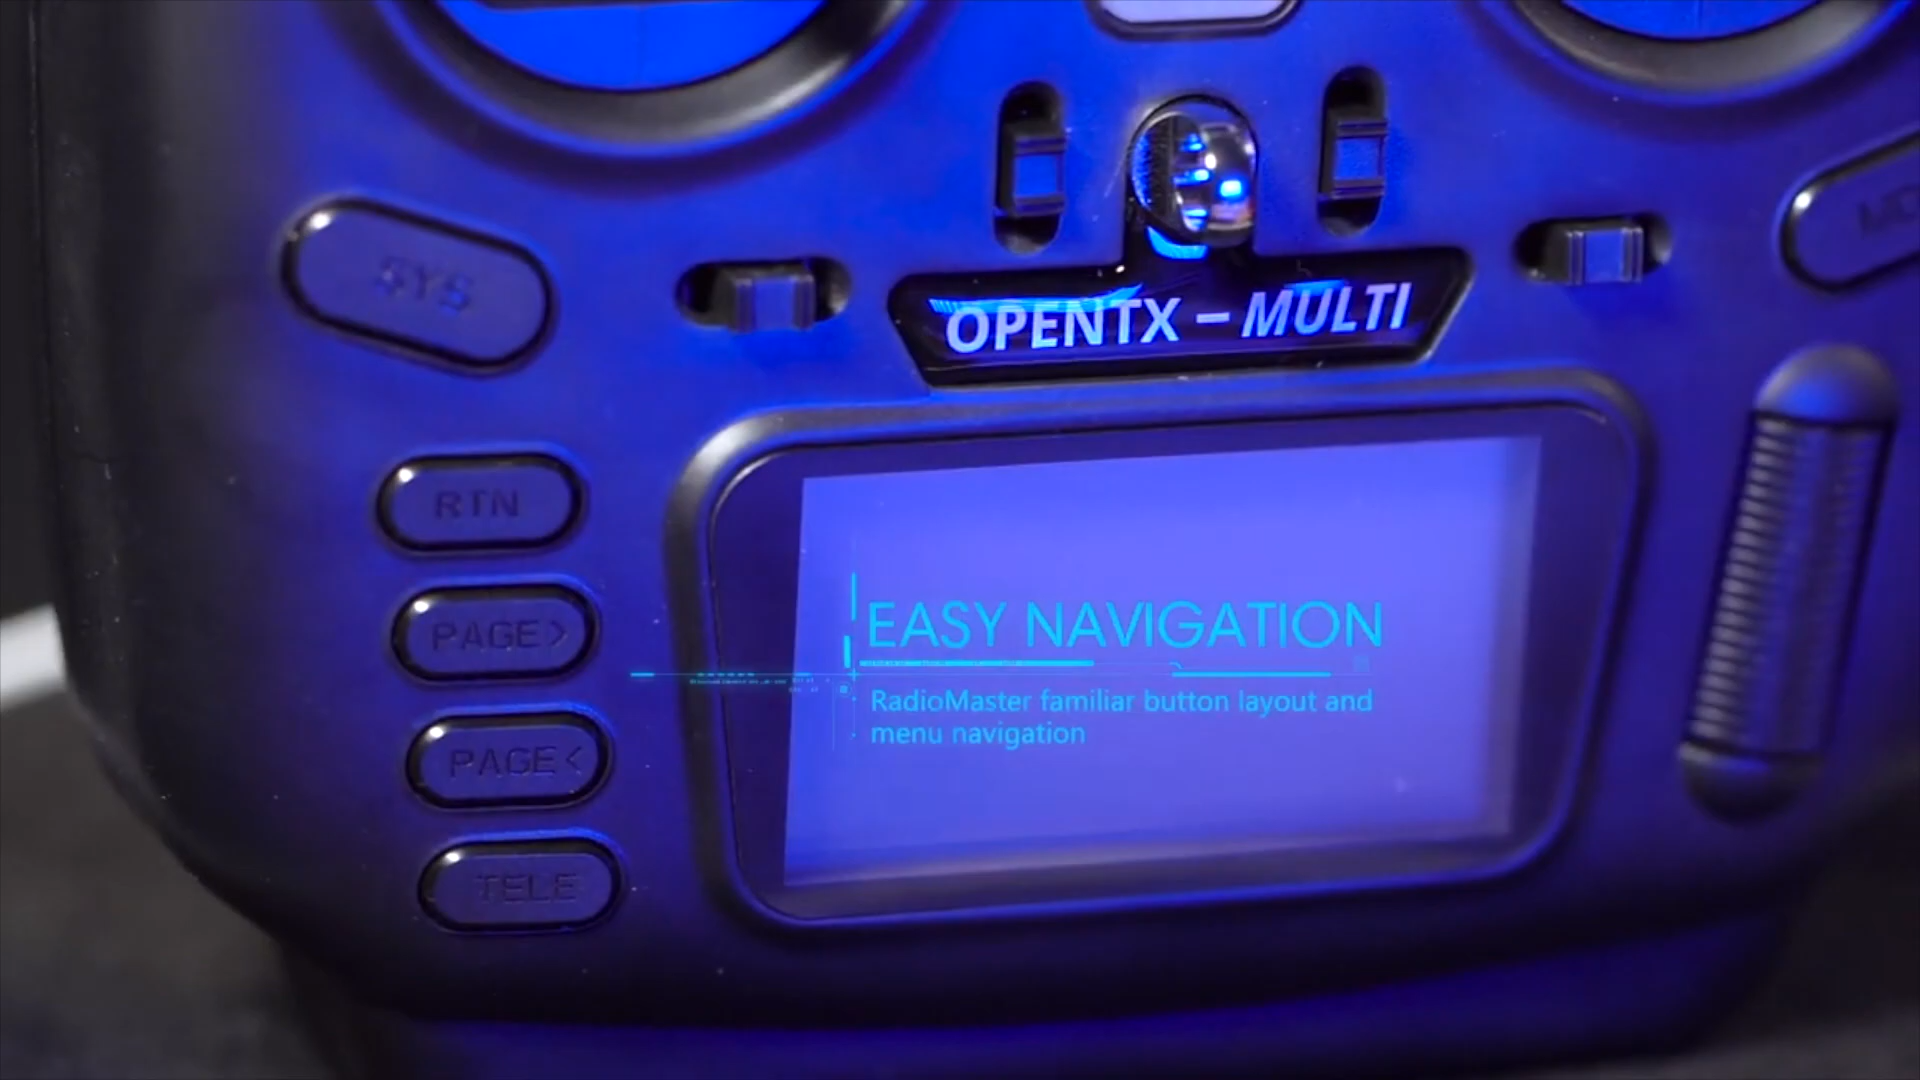 SYS
OPENTX – MULTI
RTN
PAGE>
PAGE<
TELE
EASY NAVIGATION
RadioMaster familiar button layout and
menu navigation